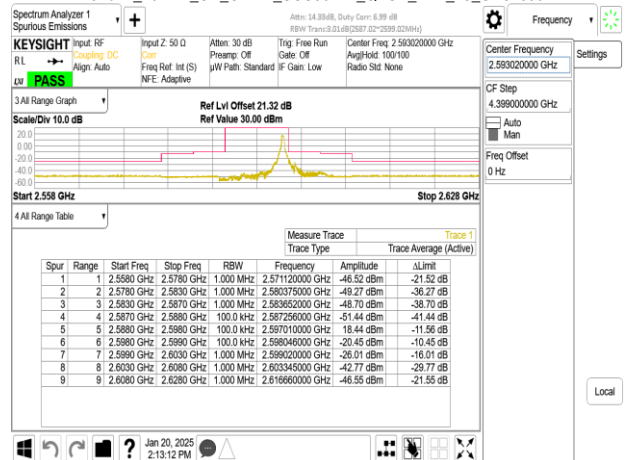 Spectrum Analyzer 1
Spurious Emissions
Attn: 14.38dB, Duty Corr: 6.99 dB
RBW Trans:3.01dB(2587.02~2599.02MHz)
Frequency
Settings
KEYSIGHT
RL
LXI PASS
Input: RF
Coupling: DC
Align: Auto
Input Z: 50 Ω
Corr
Freq Ref: Int (S)
NFE: Adaptive
Atten: 30 dB
Preamp: Off
µW Path: Standard
Trig: Free Run
Gate: Off
IF Gain: Low
Center Freq: 2.593020000 GHz
Avg|Hold: 100/100
Radio Std: None
Center Frequency
2.593020000 GHz
CF Step
4.399000000 GHz
Auto
Man
Freq Offset
0 Hz
3 All Range Graph
Scale/Div 10.0 dB
Ref Lvl Offset 21.32 dB
Ref Value 30.00 dBm
20.0
0.00
-20.0
-40.0
-60.0
Start 2.558 GHz
Stop 2.628 GHz
4 All Range Table
Measure Trace Trace 1
Trace Type Trace Average (Active)
Spur Range Start Freq Stop Freq RBW Frequency Amplitude ΔLimit
1 1 2.5580 GHz 2.5780 GHz 1.000 MHz 2.571120000 GHz -46.52 dBm -21.52 dB
2 2 2.5780 GHz 2.5830 GHz 1.000 MHz 2.580375000 GHz -49.27 dBm -36.27 dB
3 3 2.5830 GHz 2.5870 GHz 1.000 MHz 2.583652000 GHz -48.70 dBm -38.70 dB
4 4 2.5870 GHz 2.5880 GHz 100.0 kHz 2.587256000 GHz -51.44 dBm -41.44 dB
5 5 2.5880 GHz 2.5980 GHz 100.0 kHz 2.597010000 GHz 18.44 dBm -11.56 dB
6 6 2.5980 GHz 2.5990 GHz 100.0 kHz 2.598046000 GHz -20.45 dBm -10.45 dB
7 7 2.5990 GHz 2.6030 GHz 1.000 MHz 2.599020000 GHz -26.01 dBm -16.01 dB
8 8 2.6030 GHz 2.6080 GHz 1.000 MHz 2.603345000 GHz -42.77 dBm -29.77 dB
9 9 2.6080 GHz 2.6280 GHz 1.000 MHz 2.616660000 GHz -46.55 dBm -21.55 dB
Local
Jan 20, 2025
2:13:12 PM